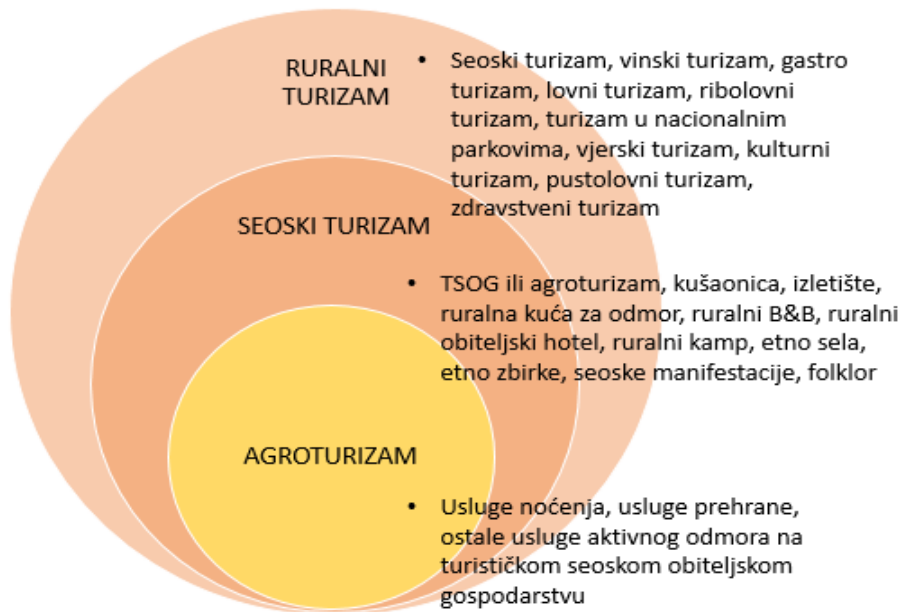 RURALNI
TURIZAM
• Seoski turizam, vinski turizam, gastro
turizam, lovni turizam, ribolovni
turizam, turizam u nacionalnim
parkovima, vjerski turizam, kulturni
turizam, pustolovni turizam,
zdravstveni turizam
SEOSKI TURIZAM
• TSOG ili agroturizam, kušaonica, izletište,
ruralna kuća za odmor, ruralni B&B, ruralni
obiteljski hotel, ruralni kamp, etno sela,
etno zbirke, seoske manifestacije, folklor
AGROTURIZAM
• Usluge noćenja, usluge prehrane,
ostale usluge aktivnog odmora na
turističkom seoskom obiteljskom
gospodarstvu